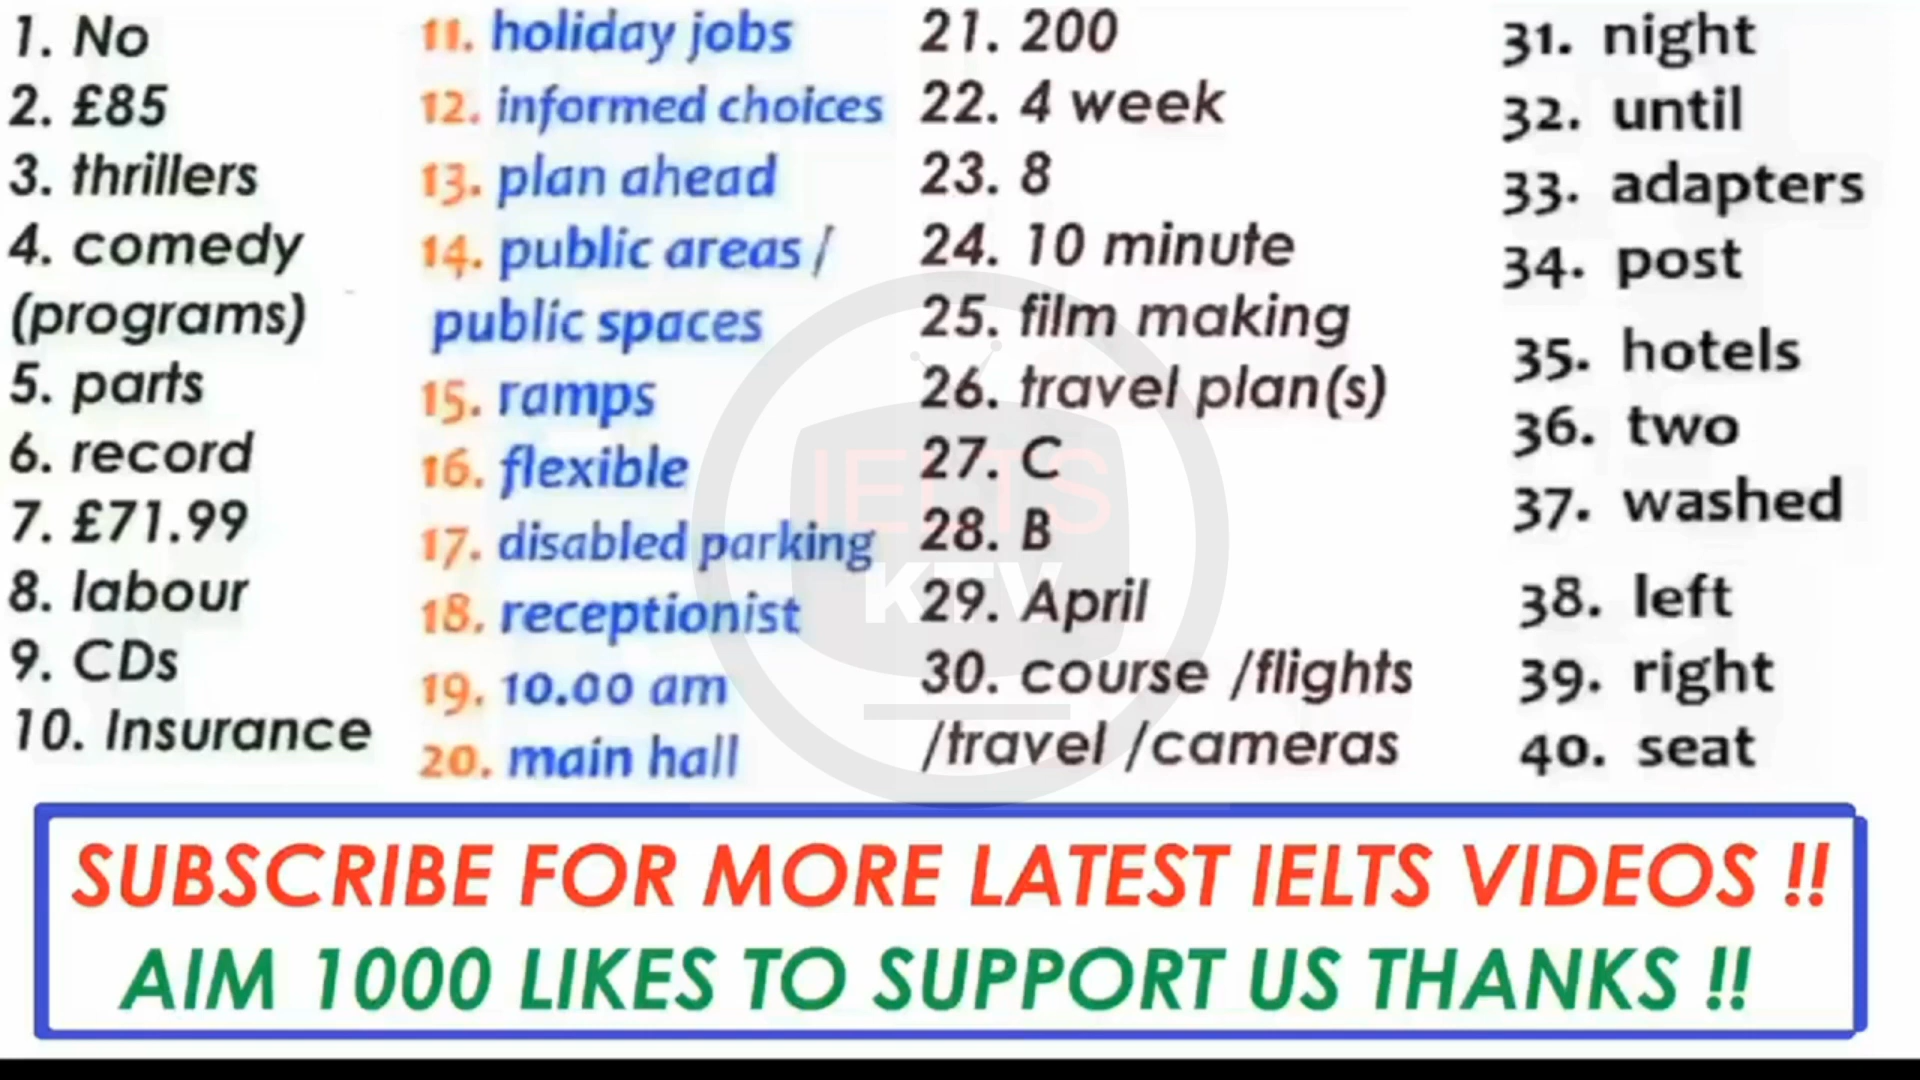 1. No
2. £85
3. thrillers
4. comedy
(programs)
5. parts
6. record
7. £71.99
8. labour
9. CDs
10. Insurance
11. holiday jobs
12. informed choices
13. plan ahead
14. public areas /
public spaces
15. ramps
16. flexible
17. disabled parking
18. receptionist
19. 10.00 am
20. main hall
21. 200
22. 4 week
23. 8
24. 10 minute
25. film making
26. travel plan(s)
27. C
28. B
29. April
30. course /flights
/travel /cameras
31. night
32. until
33. adapters
34. post
35. hotels
36. two
37. washed
38. left
39. right
40. seat
IELTS
KTV
SUBSCRIBE FOR MORE LATEST IELTS VIDEOS !!
AIM 1000 LIKES TO SUPPORT US THANKS !!